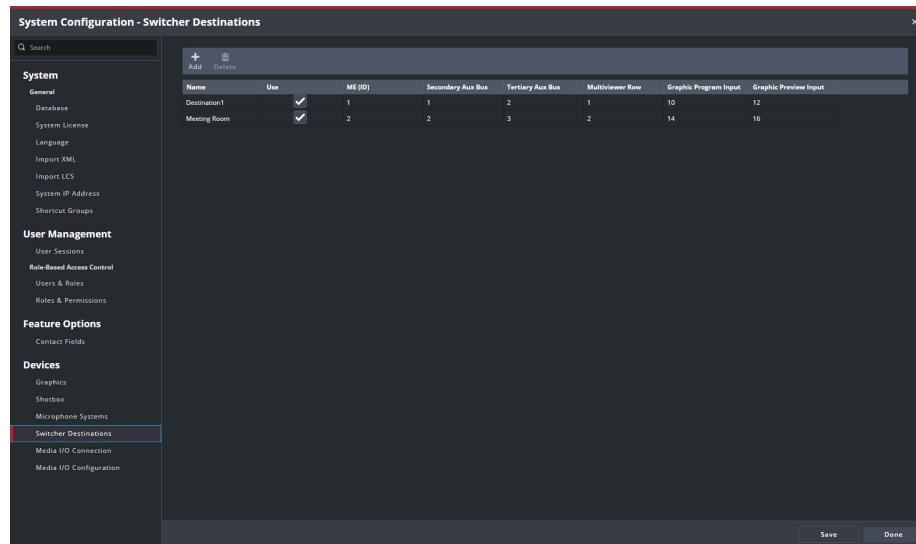 System Configuration - Switcher Destinations
Search
System
General
Database
System License
Language
Import XML
Import LCS
System IP Address
Shortcut Groups
User Management
User Sessions
Role-Based Access Control
Users & Roles
Roles & Permissions
Feature Options
Contact Fields
Devices
Graphics
Shotbox
Microphone Systems
Switcher Destinations
Media I/O Connection
Media I/O Configuration
Add Delete
Name Use ME (ID) Secondary Aux Bus Tertiary Aux Bus Multiviewer Row Graphic Program Input Graphic Preview Input
Destination1 1 1 2 1 10 12
Meeting Room 2 2 3 2 14 16
Save Done